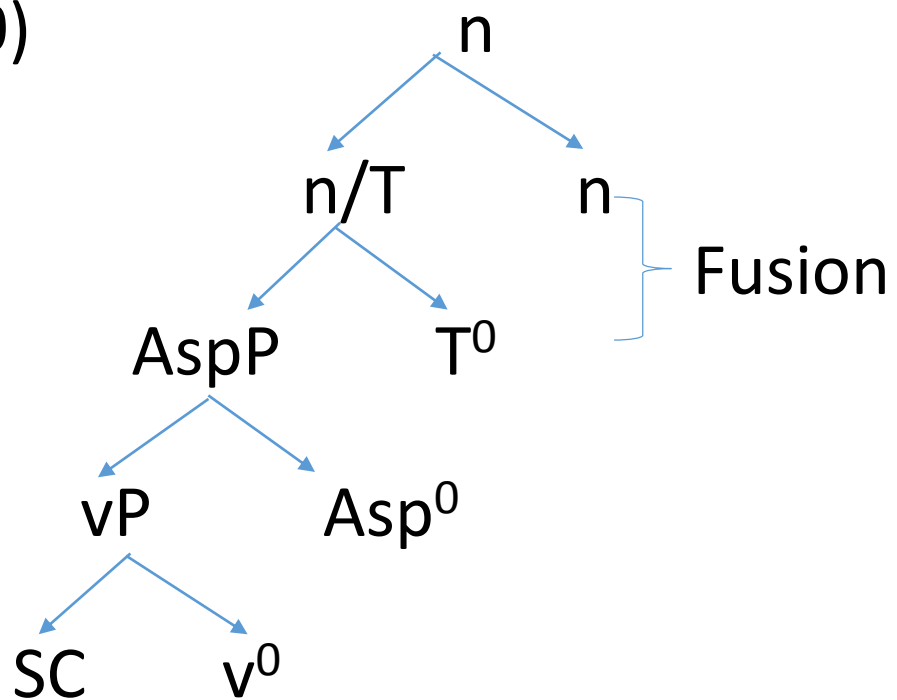 )
n
n/T n
Fusion
AspP T⁰
vP Asp⁰
SC v⁰